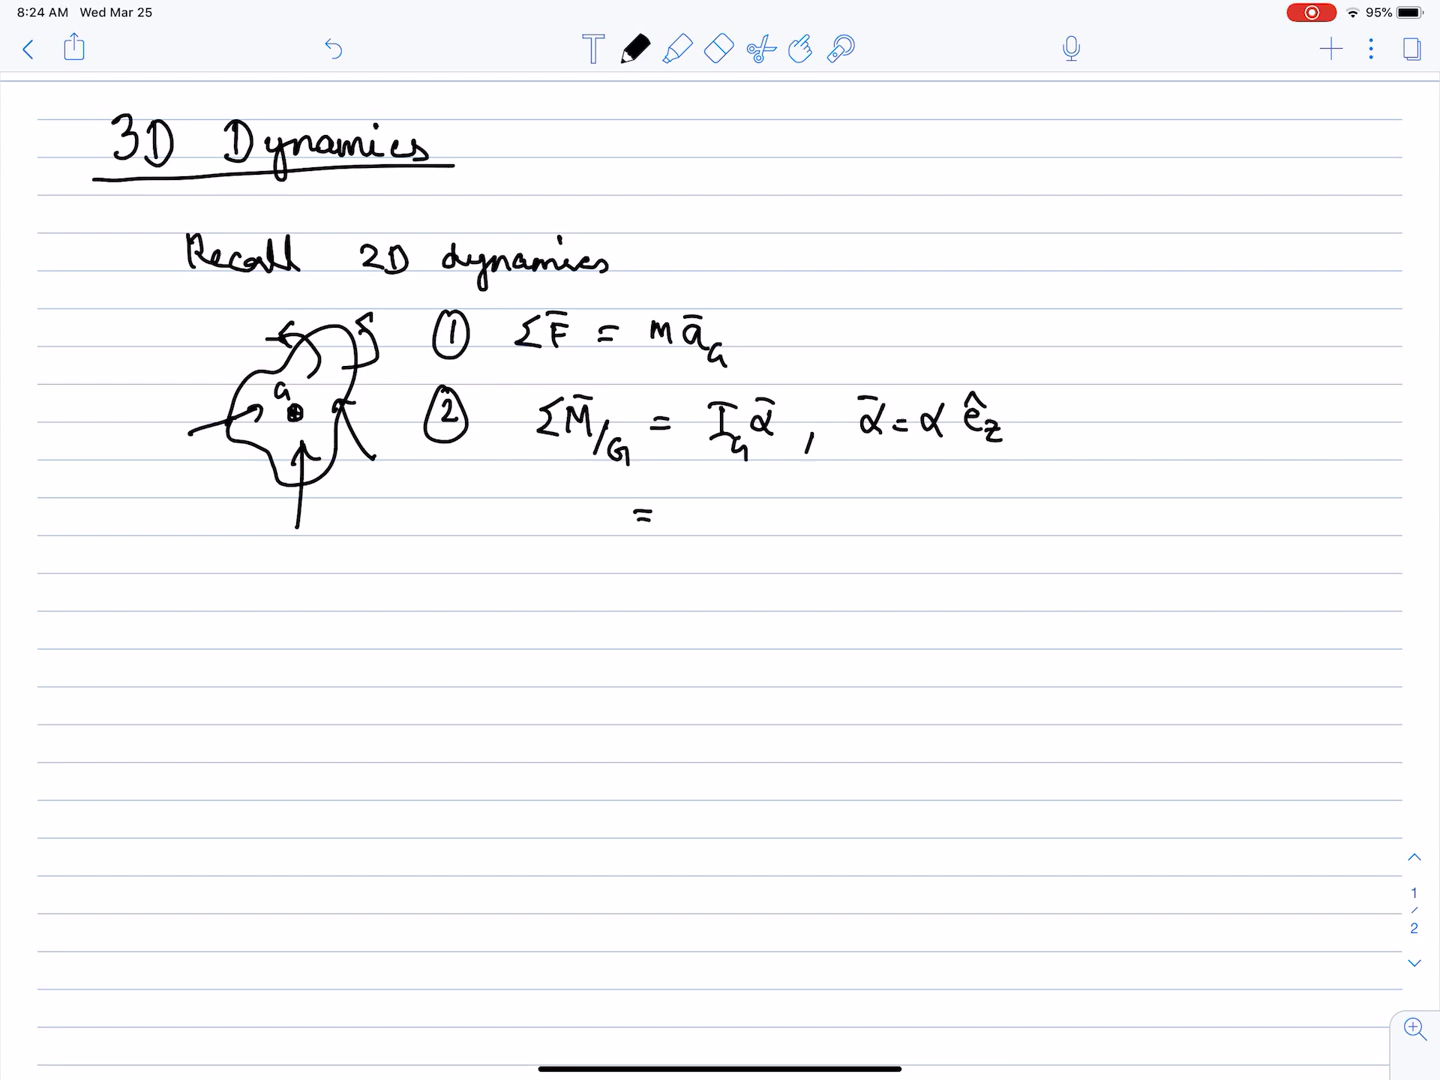 8:24 AM Wed Mar 25
95%
T
3D Dynamics
Recall 2D dynamics
① ΣF̄ = m ā_G
G
② ΣM̄/G = I_G ᾱ , ᾱ = α ê_z
=
1
/
2